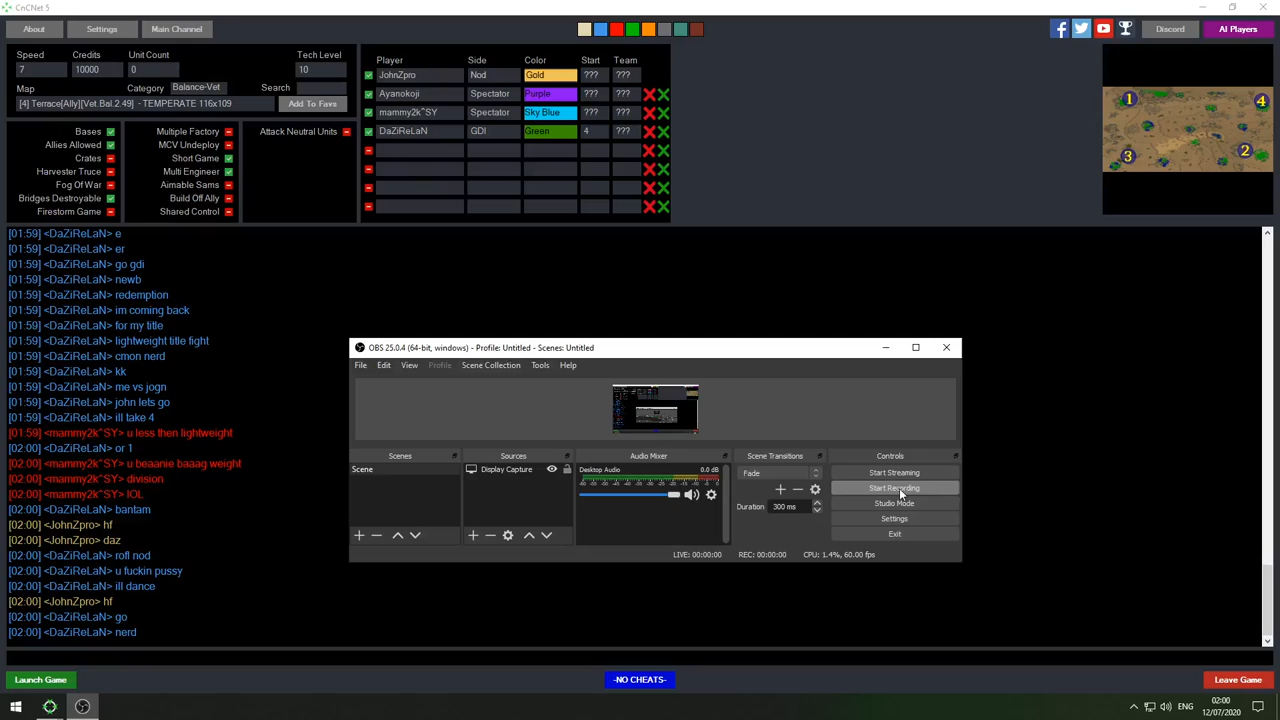 CnCNet 5
About
Settings
Main Channel
Discord
AI Players
Speed
Credits
Unit Count
Tech Level
7
10000
0
10
Map
Category
Balance-Vet
Search
[4] Terrace[Ally][Vet.Bal.2.49] - TEMPERATE 116x109
Add To Favs
Bases
Allies Allowed
Crates
Harvester Truce
Fog Of War
Bridges Destroyable
Firestorm Game
Multiple Factory
MCV Undeploy
Short Game
Multi Engineer
Aimable Sams
Build Off Ally
Shared Control
Attack Neutral Units
Player Side Color Start Team
JohnZpro Nod Gold ??? ???
Ayanokoji Spectator Purple ??? ???
mammy2k^SY Spectator Sky Blue ??? ???
DaZiReLaN GDI Green 4 ???
1
4
3
2
[01:59] <DaZiReLaN> e
[01:59] <DaZiReLaN> er
[01:59] <DaZiReLaN> go gdi
[01:59] <DaZiReLaN> newb
[01:59] <DaZiReLaN> redemption
[01:59] <DaZiReLaN> im coming back
[01:59] <DaZiReLaN> for my title
[01:59] <DaZiReLaN> lightweight title fight
[01:59] <DaZiReLaN> cmon nerd
[01:59] <DaZiReLaN> kk
[01:59] <DaZiReLaN> me vs jogn
[01:59] <DaZiReLaN> john lets go
[01:59] <DaZiReLaN> ill take 4
[01:59] <mammy2k^SY> u less then lightweight
[02:00] <DaZiReLaN> or 1
[02:00] <mammy2k^SY> u beaanie baaag weight
[02:00] <mammy2k^SY> division
[02:00] <mammy2k^SY> lOL
[02:00] <DaZiReLaN> bantam
[02:00] <JohnZpro> hf
[02:00] <JohnZpro> daz
[02:00] <DaZiReLaN> rofl nod
[02:00] <DaZiReLaN> u fuckin pussy
[02:00] <DaZiReLaN> ill dance
[02:00] <JohnZpro> hf
[02:00] <DaZiReLaN> go
[02:00] <DaZiReLaN> nerd
OBS 25.0.4 (64-bit, windows) - Profile: Untitled - Scenes: Untitled
File Edit View Profile Scene Collection Tools Help
Scenes
Scene
Sources
Display Capture
Audio Mixer
Desktop Audio
0.0 dB
Scene Transitions
Fade
Duration
300 ms
Controls
Start Streaming
Start Recording
Studio Mode
Settings
Exit
LIVE: 00:00:00
REC: 00:00:00
CPU: 1.4%, 60.00 fps
Launch Game
-NO CHEATS-
Leave Game
ENG
02:00
12/07/2020